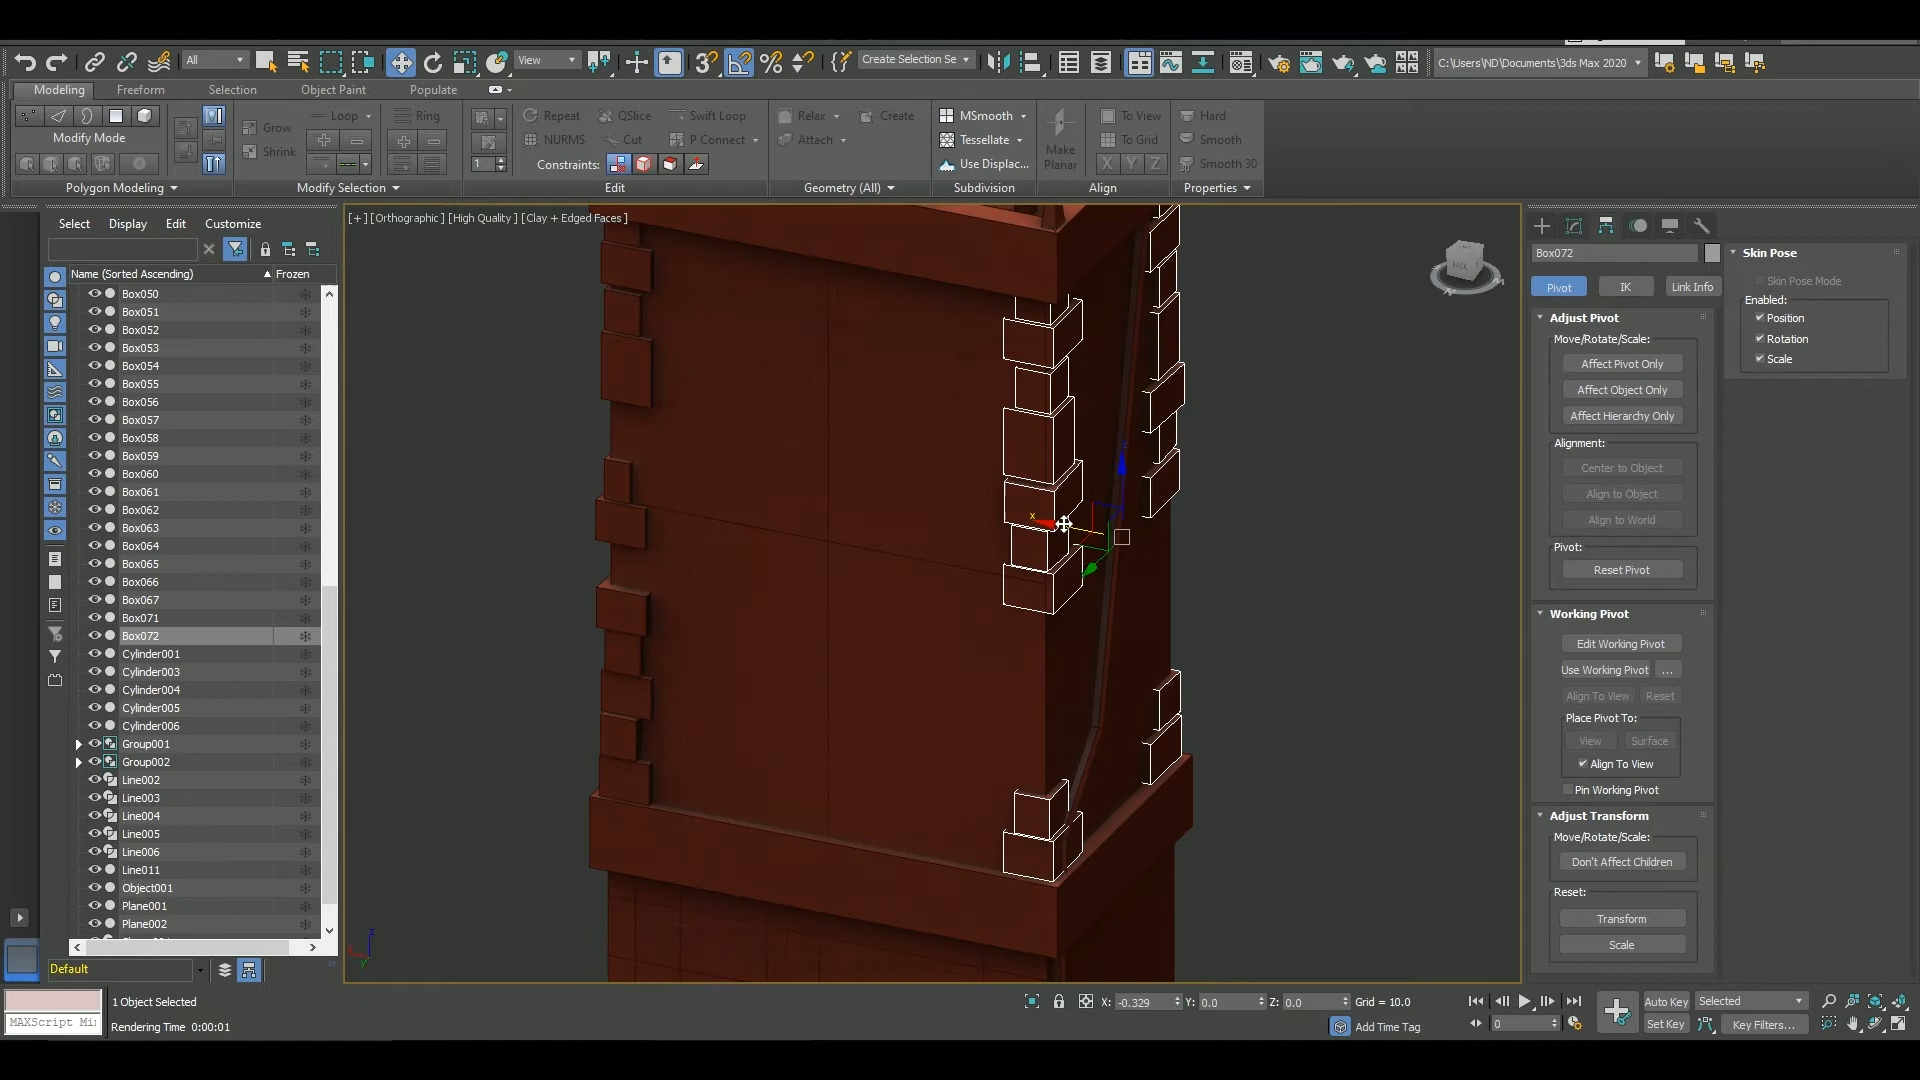 All
View
Create Selection Se
C:\Users\ND\Documents\3ds Max 2020
Modeling Freeform Selection Object Paint Populate
Modify Mode
Polygon Modeling
Grow
Shrink
Loop
Ring
Modify Selection
Repeat QSlice Swift Loop
NURMS Cut P Connect
1 Constraints:
Edit
Relax Create
Attach
Geometry (All)
MSmooth
Tessellate
Use Displac...
Subdivision
Make
Planar
To View
To Grid
X Y Z
Align
Hard
Smooth
Smooth 30
Properties
Select Display Edit Customize
Name (Sorted Ascending) Frozen
Box050
Box051
Box052
Box053
Box054
Box055
Box056
Box057
Box058
Box059
Box060
Box061
Box062
Box063
Box064
Box065
Box066
Box067
Box071
Box072
Cylinder001
Cylinder003
Cylinder004
Cylinder005
Cylinder006
Group001
Group002
Line002
Line003
Line004
Line005
Line006
Line011
Object001
Plane001
Plane002
Default
[+] [Orthographic ] [High Quality ] [Clay + Edged Faces ]
BACK
x
z
Box072
Pivot IK Link Info
Adjust Pivot
Move/Rotate/Scale:
Affect Pivot Only
Affect Object Only
Affect Hierarchy Only
Alignment:
Center to Object
Align to Object
Align to World
Pivot:
Reset Pivot
Working Pivot
Edit Working Pivot
Use Working Pivot ...
Align To View Reset
Place Pivot To:
View Surface
Align To View
Pin Working Pivot
Adjust Transform
Move/Rotate/Scale:
Don't Affect Children
Reset:
Transform
Scale
Skin Pose
Skin Pose Mode
Enabled:
Position
Rotation
Scale
MAXScript Mi
1 Object Selected
Rendering Time 0:00:01
X: -0.329 Y: 0.0 Z: 0.0 Grid = 10.0
Add Time Tag
0
Auto Key Selected
Set Key Key Filters...